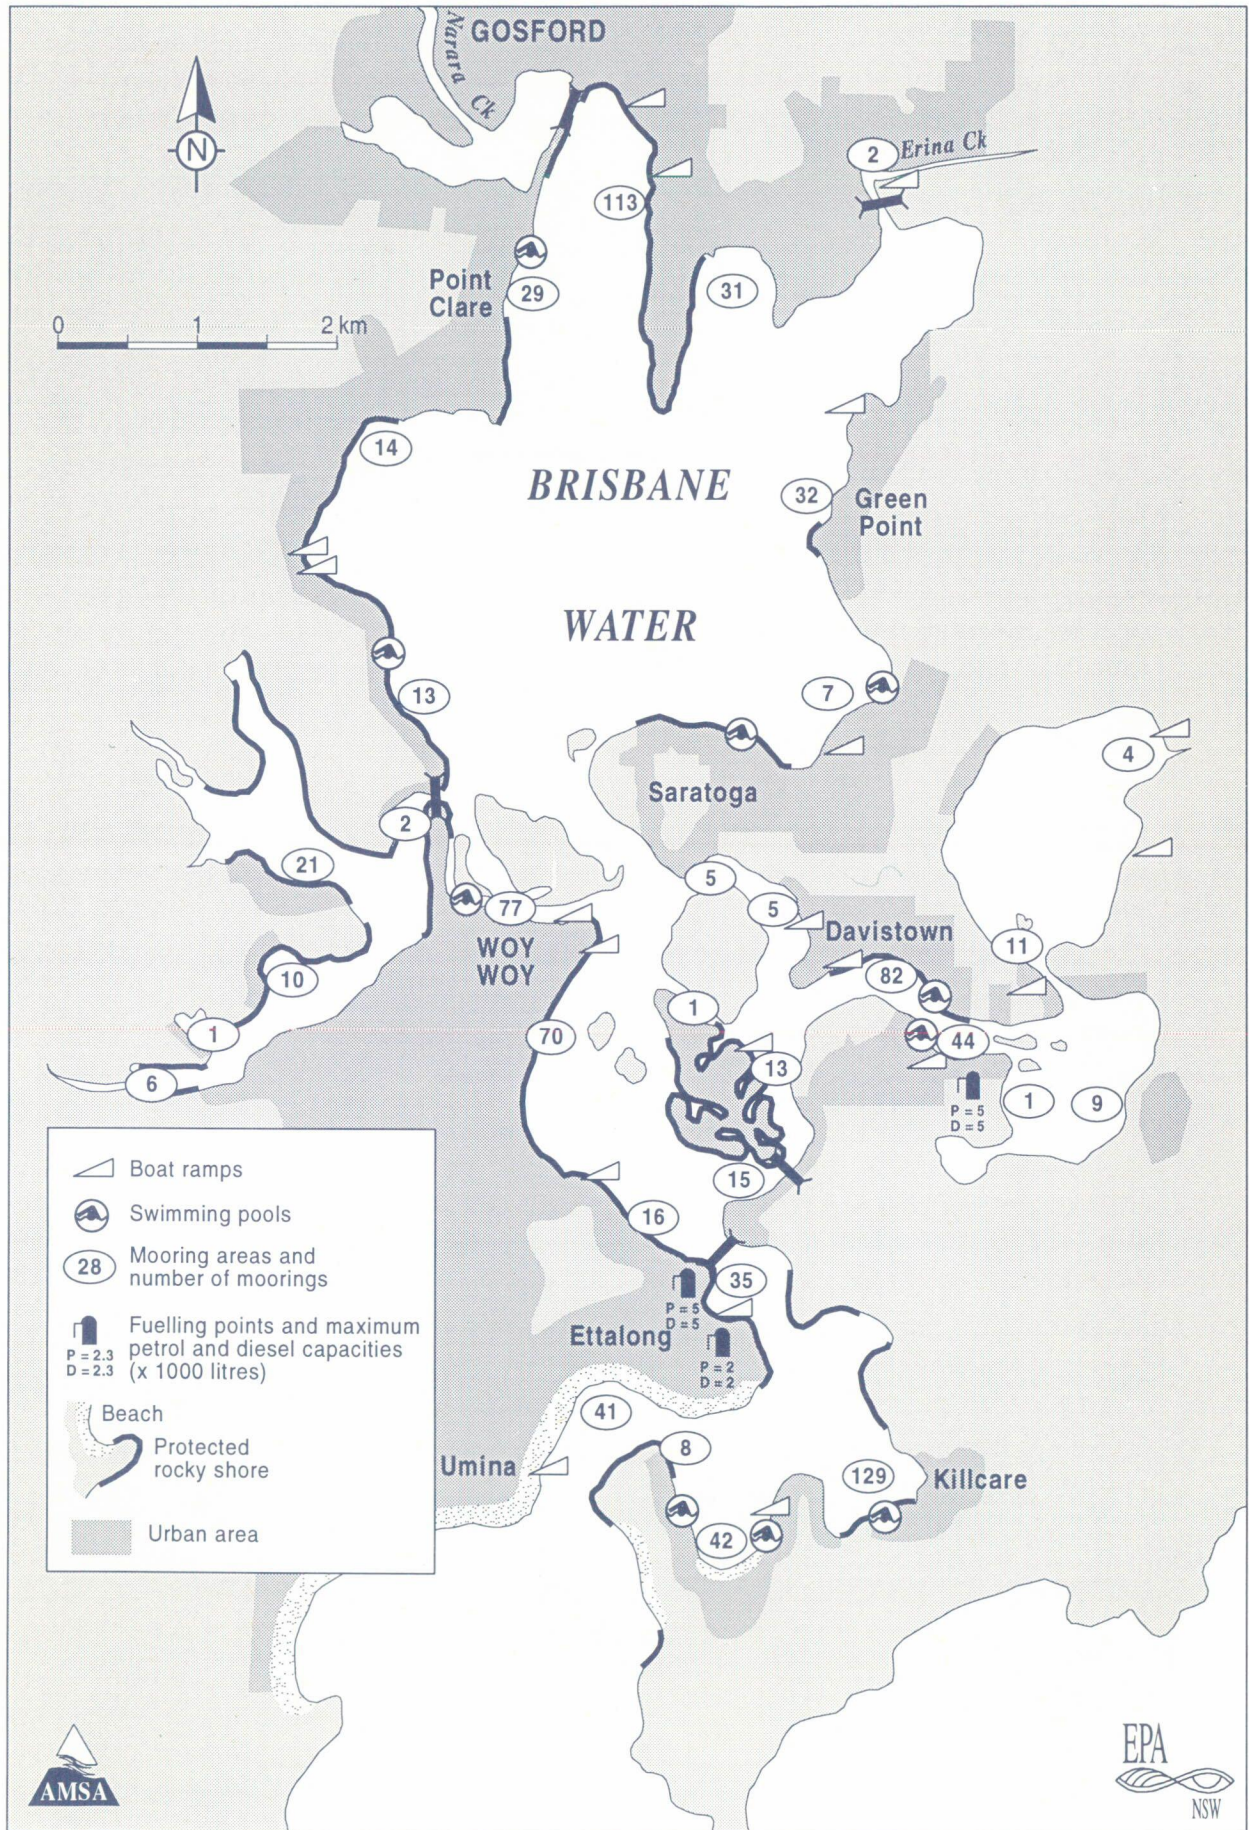 GOSFORD
Narara Ck
N
2
Erina Ck
113
Point
Clare
29
31
0 1 2 km
14
BRISBANE
32
Green
Point
WATER
13
7
4
Saratoga
2
21
5
5
77
Davistown
WOY
WOY
11
82
10
1
1
70
44
13
6
P = 5
D = 5
1
9
15
16
35
P = 5
D = 5
Ettalong
P = 2
D = 2
41
8
Umina
129
Killcare
42
Boat ramps
Swimming pools
28
Mooring areas and
number of moorings
P = 2.3
D = 2.3
Fuelling points and maximum
petrol and diesel capacities
(x 1000 litres)
Beach
Protected
rocky shore
Urban area
AMSA
EPA
NSW